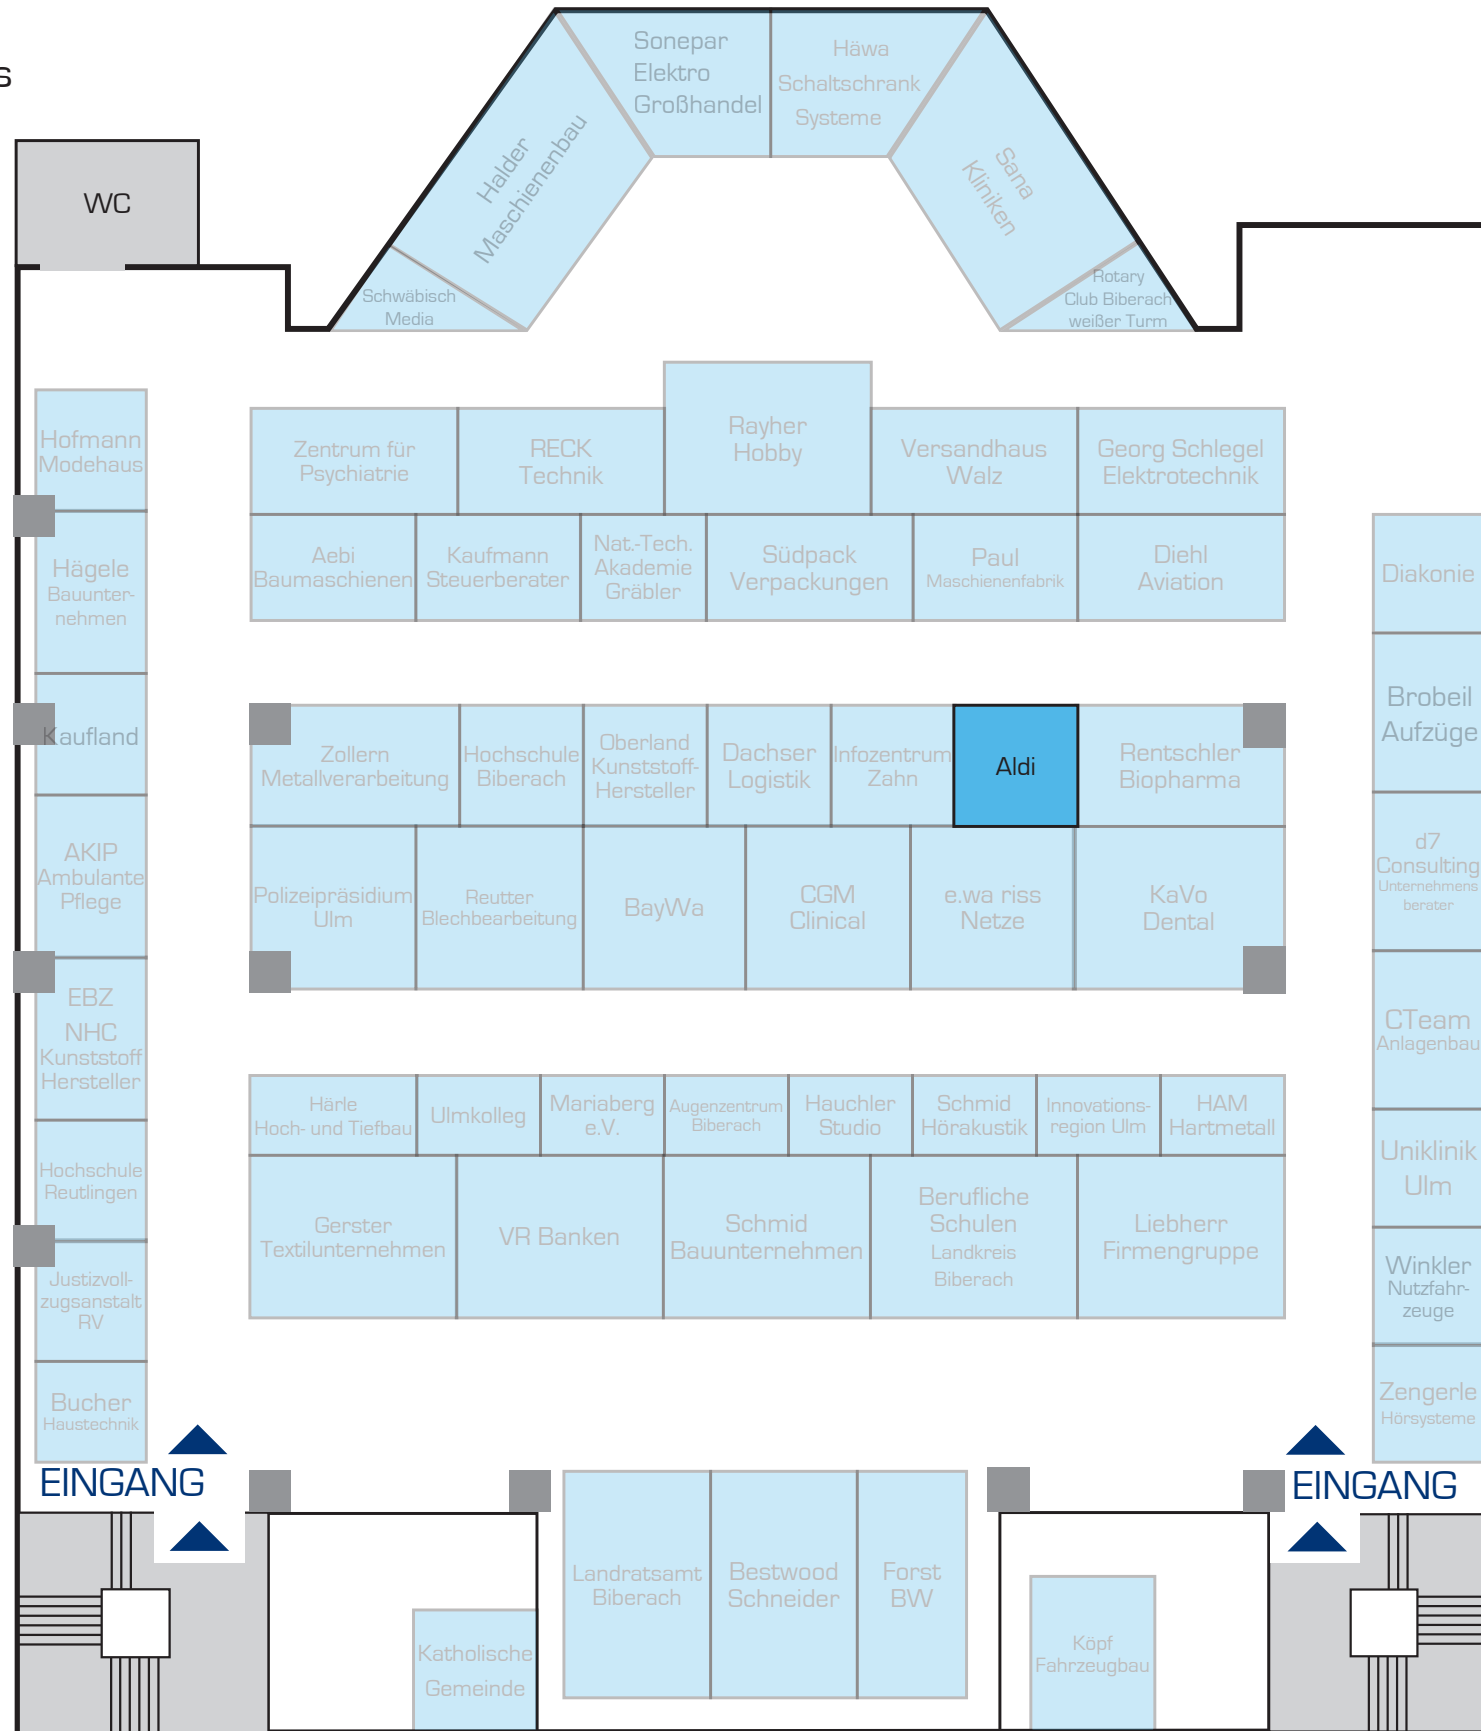 s
Sonepar
Elektro
Großhandel
Häwa
Schaltschrank
Systeme
Halder
Maschienenbau
Sana
Kliniken
WC
Schwäbisch
Media
Rotary
Club Biberach
weißer Turm
Hofmann
Modehaus
Hägele
Bauunter-
nehmen
Kaufland
AKIP
Ambulante
Pflege
EBZ
NHC
Kunststoff
Hersteller
Hochschule
Reutlingen
Justizvoll-
zugsanstalt
RV
Bucher
Haustechnik
Zentrum für
Psychiatrie
RECK
Technik
Rayher
Hobby
Versandhaus
Walz
Georg Schlegel
Elektrotechnik
Aebi
Baumaschienen
Kaufmann
Steuerberater
Nat.-Tech.
Akademie
Gräbler
Südpack
Verpackungen
Paul
Maschienenfabrik
Diehl
Aviation
Zollern
Metallverarbeitung
Hochschule
Biberach
Oberland
Kunststoff-
Hersteller
Dachser
Logistik
Infozentrum
Zahn
Aldi
Rentschler
Biopharma
Polizeipräsidium
Ulm
Reutter
Blechbearbeitung
BayWa
CGM
Clinical
e.wa riss
Netze
KaVo
Dental
Härle
Hoch- und Tiefbau
Ulmkolleg
Mariaberg
e.V.
Augenzentrum
Biberach
Hauchler
Studio
Schmid
Hörakustik
Innovations-
region Ulm
HAM
Hartmetall
Gerster
Textilunternehmen
VR Banken
Schmid
Bauunternehmen
Berufliche
Schulen
Landkreis
Biberach
Liebherr
Firmengruppe
Diakonie
Brobeil
Aufzüge
d7
Consulting
Unternehmens
berater
CTeam
Anlagenbau
Uniklinik
Ulm
Winkler
Nutzfahr-
zeuge
Zengerle
Hörsysteme
EINGANG
EINGANG
Katholische
Gemeinde
Landratsamt
Biberach
Bestwood
Schneider
Forst
BW
Köpf
Fahrzeugbau